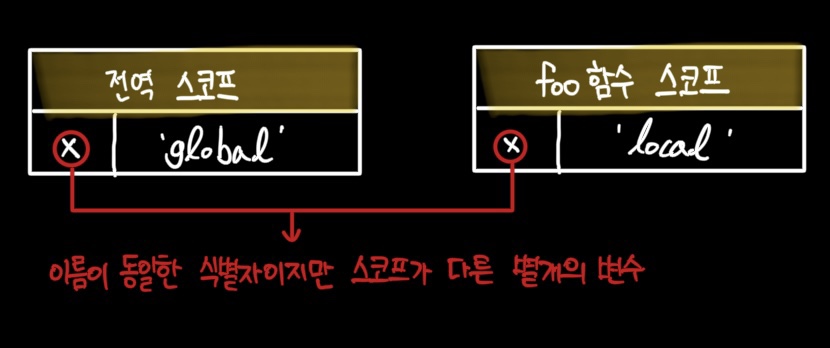 전역 스코프
foo 함수 스코프
x 'global'
x 'local'
이름이 동일한 식별자이지만 스코프가 다른 별개의 변수